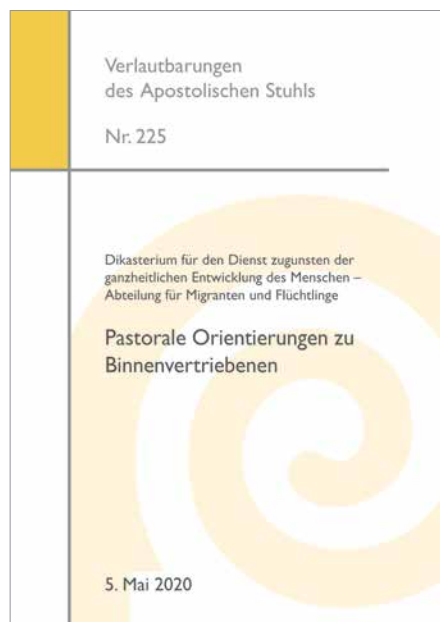 Verlautbarungen
des Apostolischen Stuhls
Nr. 225
Dikasterium für den Dienst zugunsten der
ganzheitlichen Entwicklung des Menschen –
Abteilung für Migranten und Flüchtlinge
Pastorale Orientierungen zu
Binnenvertriebenen
5. Mai 2020